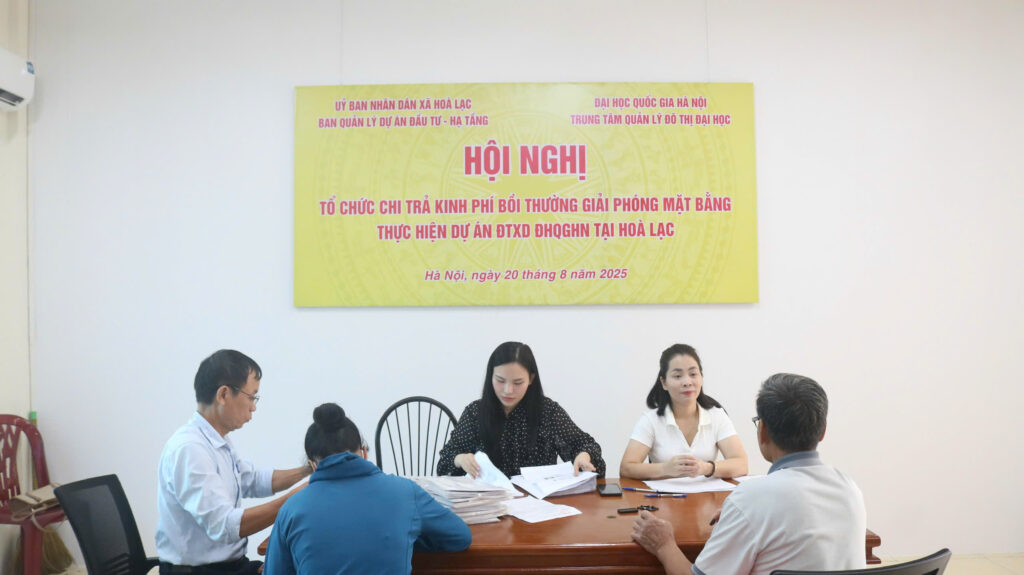 UỶ BAN NHÂN DÂN XÃ HOÀ LẠC
BAN QUẢN LÝ DỰ ÁN ĐẦU TƯ - HẠ TẦNG
ĐẠI HỌC QUỐC GIA HÀ NỘI
TRUNG TÂM QUẢN LÝ ĐÔ THỊ ĐẠI HỌC
HỘI NGHỊ
TỔ CHỨC CHI TRẢ KINH PHÍ BỒI THƯỜNG GIẢI PHÓNG MẶT BẰNG
THỰC HIỆN DỰ ÁN ĐTXD ĐHQGHN TẠI HOÀ LẠC
Hà Nội, ngày 20 tháng 8 năm 2025